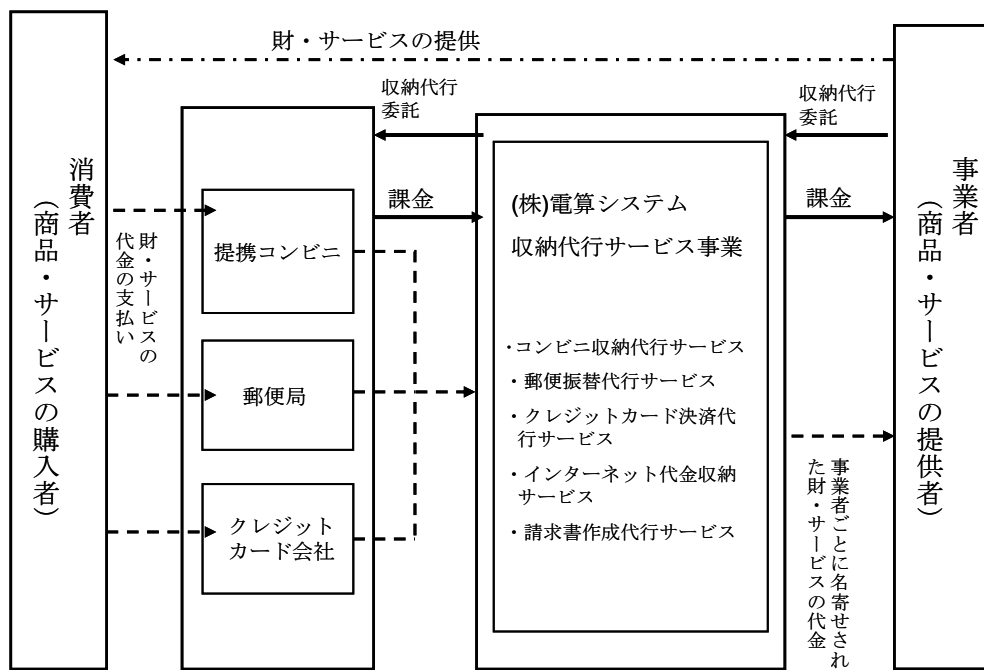 財・サービスの提供
収納代行
委託
収納代行
委託
消費者
(商品・サービスの購入者)
財・サービスの
代金の支払い
提携コンビニ
郵便局
クレジット
カード会社
課金
(株)電算システム
収納代行サービス事業
・コンビニ収納代行サービス
・郵便振替代行サービス
・クレジットカード決済代
行サービス
・インターネット代金収納
サービス
・請求書作成代行サービス
課金
事業者ごとに名寄せされ
た財・サービスの代金
事業者
(商品・サービスの提供者)